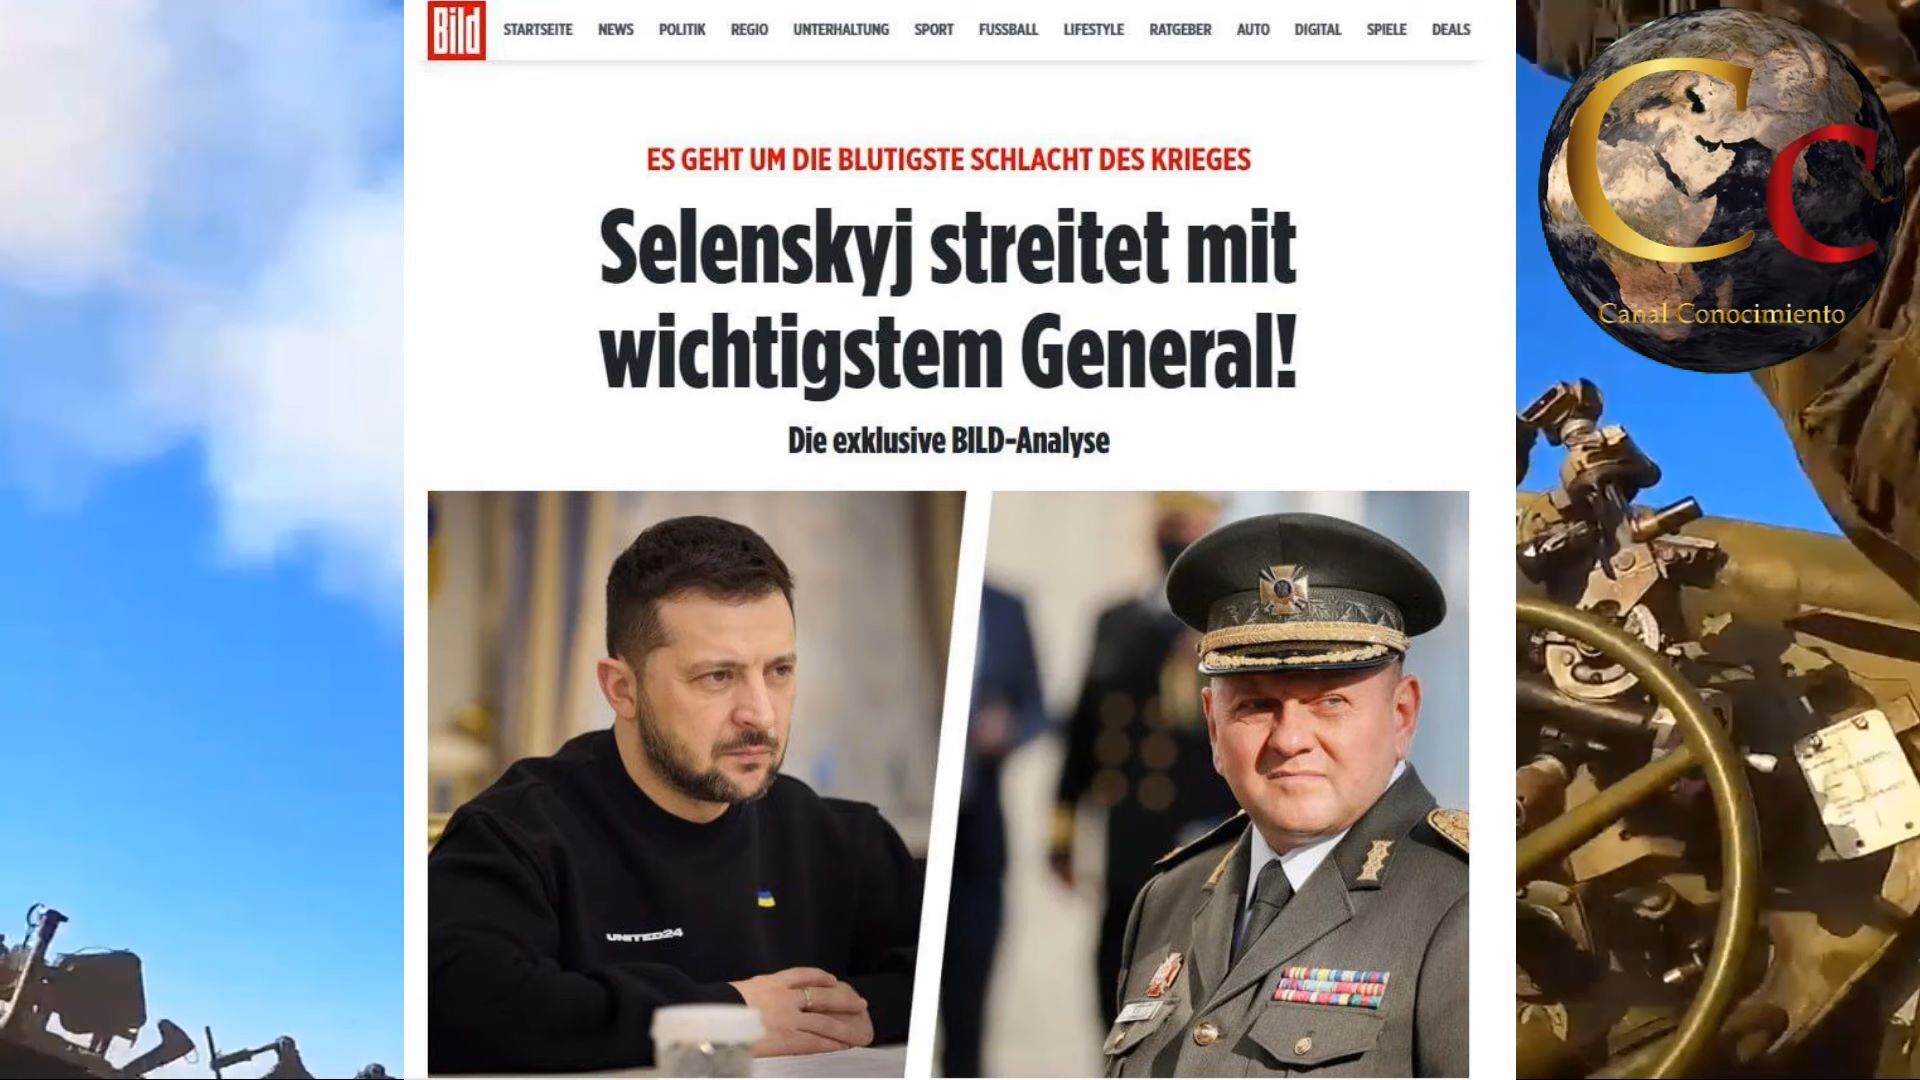 Bild STARTSEITE NEWS POLITIK REGIO UNTERHALTUNG SPORT FUSSBALL LIFESTYLE RATGEBER AUTO DIGITAL SPIELE DEALS
Cc
Canal Conocimiento
ES GEHT UM DIE BLUTIGSTE SCHLACHT DES KRIEGES
Selenskyj streitet mit
wichtigstem General!
Die exklusive BILD-Analyse
UNITED24